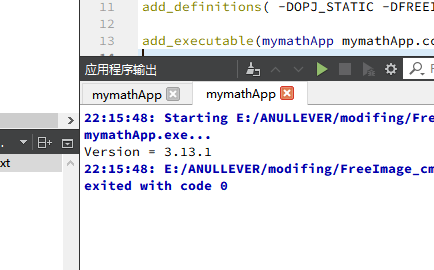 11 add_definitions( -DOPJ_STATIC -DFREEI
12
13 add_executable(mymathApp mymathApp.c
应用程序输出
mymathApp
mymathApp
22:15:48: Starting E:/ANULLEVER/modifing/Fre
mymathApp.exe...
Version = 3.13.1
xt
22:15:48: E:/ANULLEVER/modifing/FreeImage_cm
exited with code 0